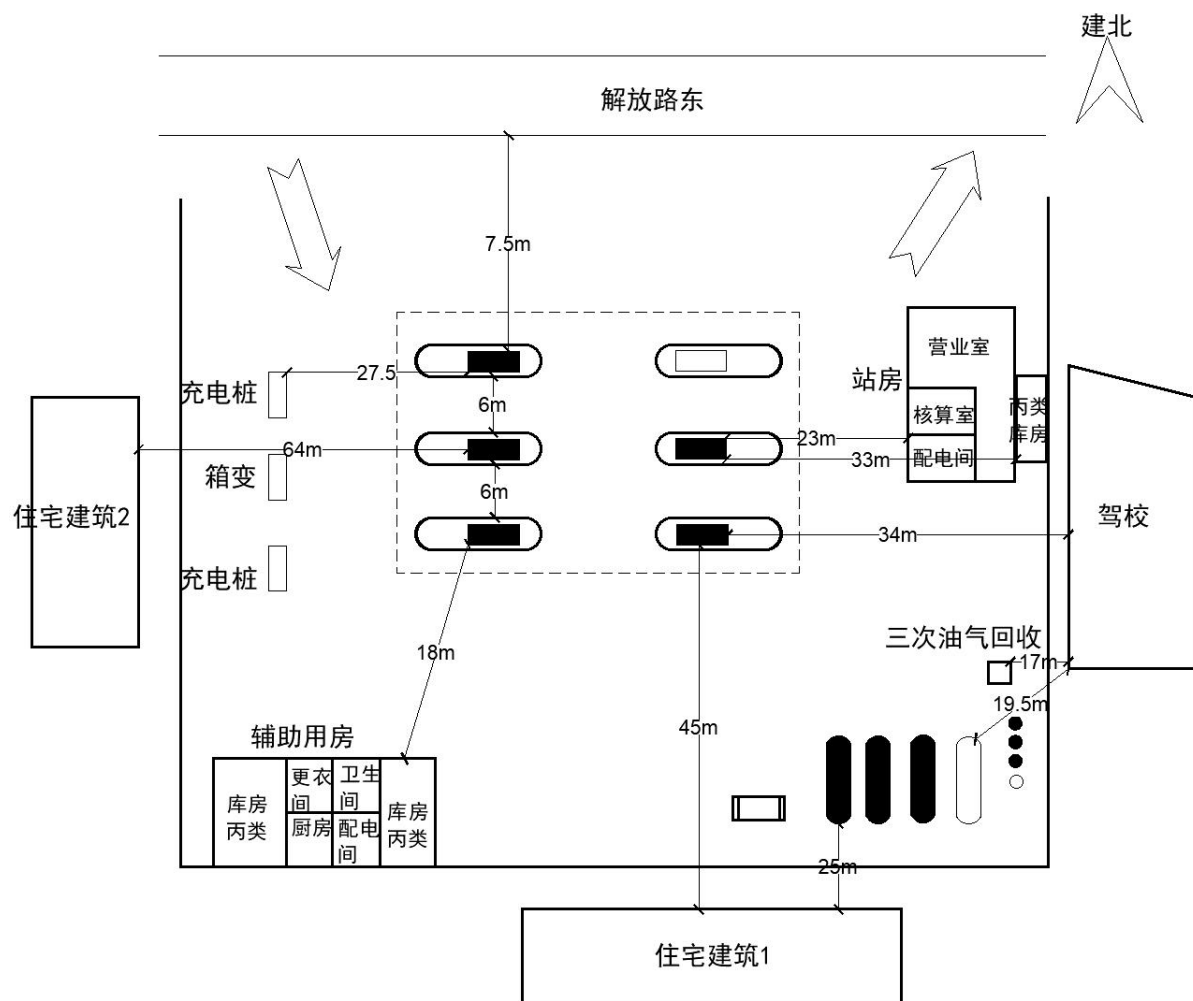 建北
解放路东
7.5m
营业室
站房
丙类
库房
核算室
配电间
充电桩
27.5
6m
23m
33m
64m
箱变
6m
住宅建筑2
驾校
34m
充电桩
18m
三次油气回收
17m
19.5m
45m
辅助用房
更衣
间
卫生
间
库房
丙类
厨房
配电
间
库房
丙类
25m
住宅建筑1